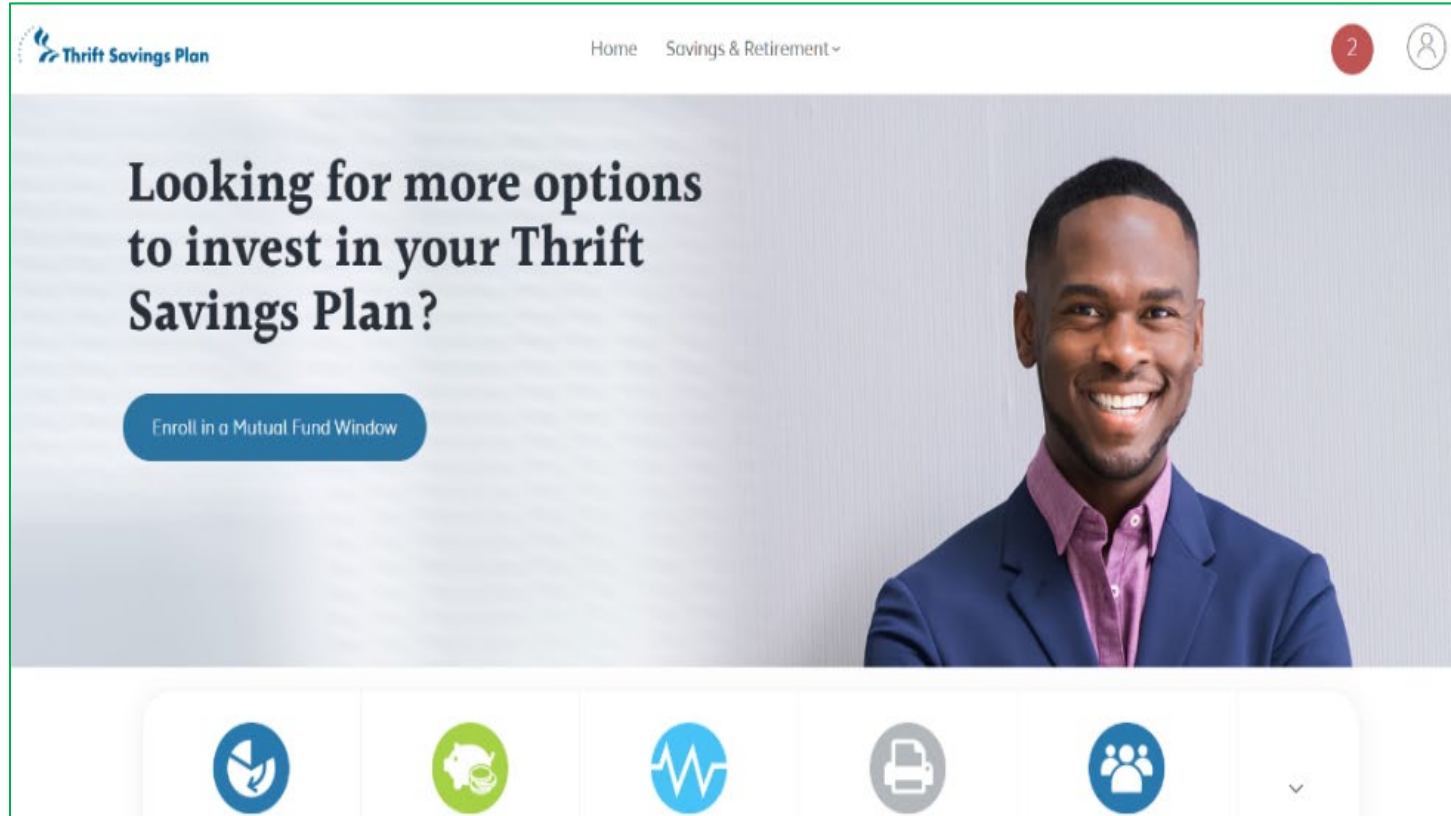 Thrift Savings Plan
Home Savings & Retirement
2
Looking for more options
to invest in your Thrift
Savings Plan?
Enroll in a Mutual Fund Window